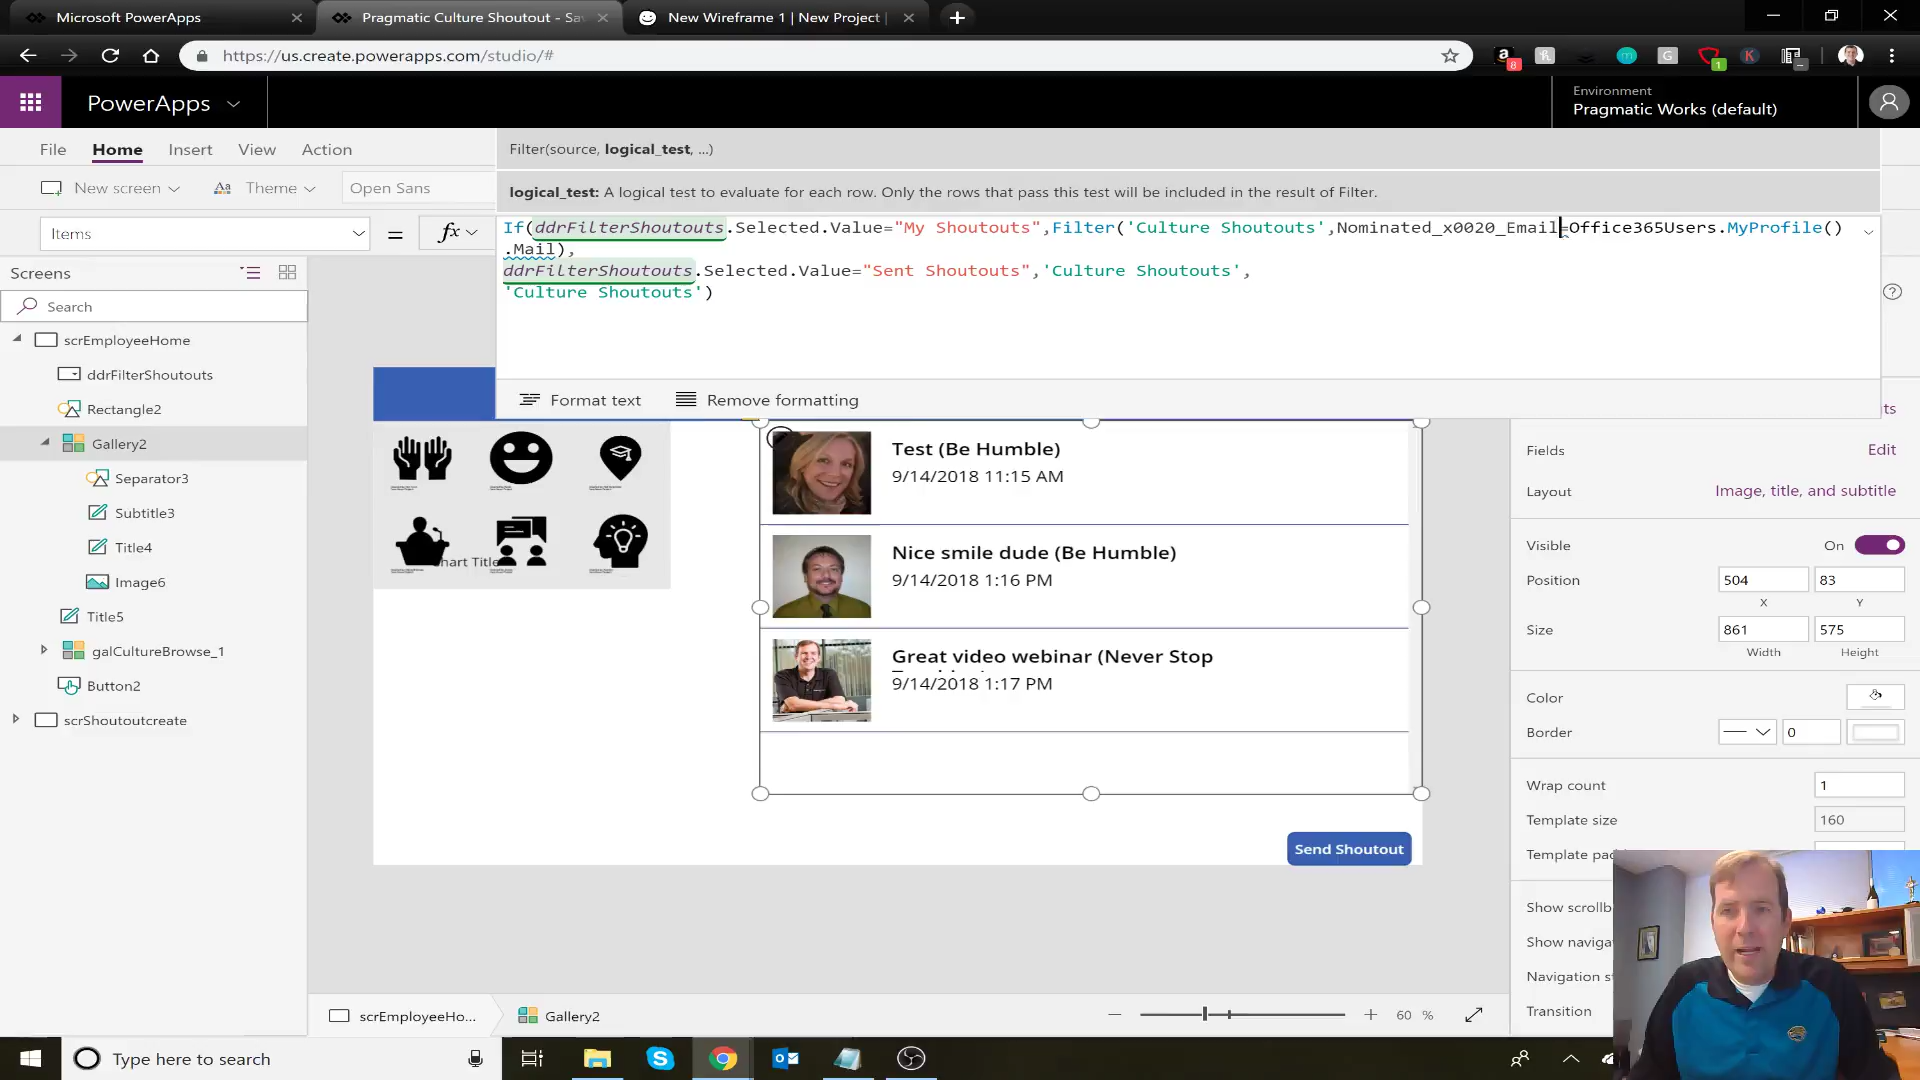 Microsoft PowerApps
Pragmatic Culture Shoutout - Sav
New Wireframe 1 | New Project |
https://us.create.powerapps.com/studio/#
8
1
PowerApps
Environment
Pragmatic Works (default)
File Home Insert View Action
New screen Theme Open Sans
Filter(source, logical_test, ...)
logical_test: A logical test to evaluate for each row. Only the rows that pass this test will be included in the result of Filter.
Items = fx
If(ddrFilterShoutouts.Selected.Value="My Shoutouts",Filter('Culture Shoutouts',Nominated_x0020_Email=Office365Users.MyProfile()
.Mail),
ddrFilterShoutouts.Selected.Value="Sent Shoutouts",'Culture Shoutouts',
'Culture Shoutouts')
Format text Remove formatting
Screens
Search
scrEmployeeHome
ddrFilterShoutouts
Rectangle2
Gallery2
Separator3
Subtitle3
Title4
Image6
Title5
galCultureBrowse_1
Button2
scrShoutoutcreate
Chart Title
Test (Be Humble)
9/14/2018 11:15 AM
Nice smile dude (Be Humble)
9/14/2018 1:16 PM
Great video webinar (Never Stop
9/14/2018 1:17 PM
Send Shoutout
Fields Edit
Layout Image, title, and subtitle
Visible On
Position 504 83
X Y
Size 861 575
Width Height
Color
Border 0
Wrap count 1
Template size 160
Template pad
Show scrollb
Show naviga
Navigation st
Transition
scrEmployeeHo... Gallery2
60 %
Type here to search